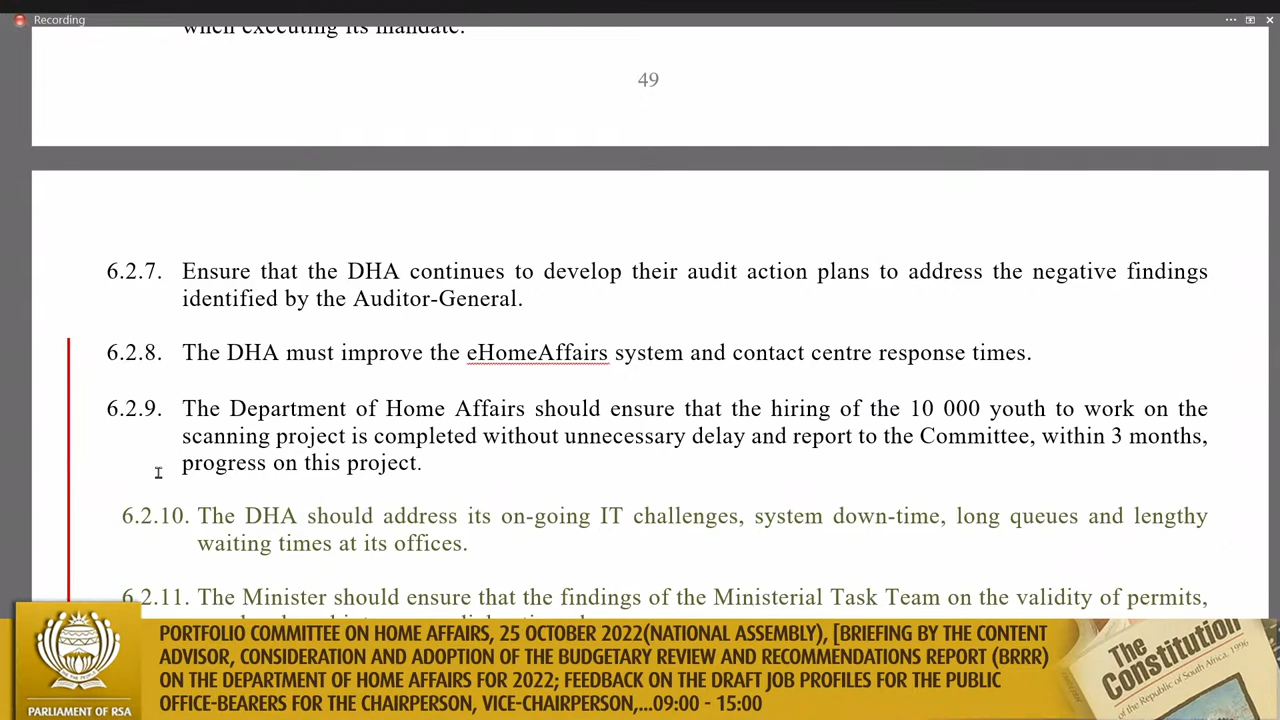 Recording
when executing its mandate.
49
6.2.7. Ensure that the DHA continues to develop their audit action plans to address the negative findings
identified by the Auditor-General.
6.2.8. The DHA must improve the eHomeAffairs system and contact centre response times.
6.2.9. The Department of Home Affairs should ensure that the hiring of the 10 000 youth to work on the
scanning project is completed without unnecessary delay and report to the Committee, within 3 months,
progress on this project.
6.2.10. The DHA should address its on-going IT challenges, system down-time, long queues and lengthy
waiting times at its offices.
6.2.11. The Minister should ensure that the findings of the Ministerial Task Team on the validity of permits,
PORTFOLIO COMMITTEE ON HOME AFFAIRS, 25 OCTOBER 2022(NATIONAL ASSEMBLY), [BRIEFING BY THE CONTENT
ADVISOR, CONSIDERATION AND ADOPTION OF THE BUDGETARY REVIEW AND RECOMMENDATIONS REPORT (BRRR)
ON THE DEPARTMENT OF HOME AFFAIRS FOR 2022; FEEDBACK ON THE DRAFT JOB PROFILES FOR THE PUBLIC
OFFICE-BEARERS FOR THE CHAIRPERSON, VICE-CHAIRPERSON,...09:00 - 15:00
PARLIAMENT OF RSA
The
Constitution
of the Republic of South Africa, 1996